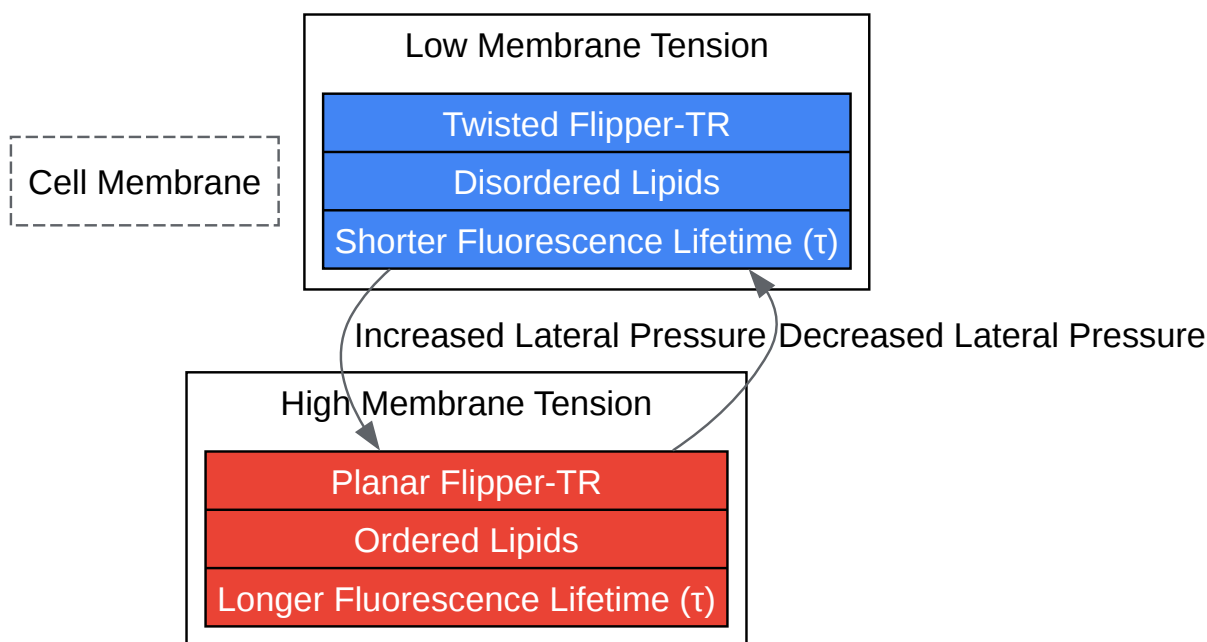 Low Membrane Tension
Twisted Flipper-TR
Cell Membrane
Disordered Lipids
Shorter Fluorescence Lifetime (τ)
Increased Lateral Pressure
Decreased Lateral Pressure
High Membrane Tension
Planar Flipper-TR
Ordered Lipids
Longer Fluorescence Lifetime (τ)